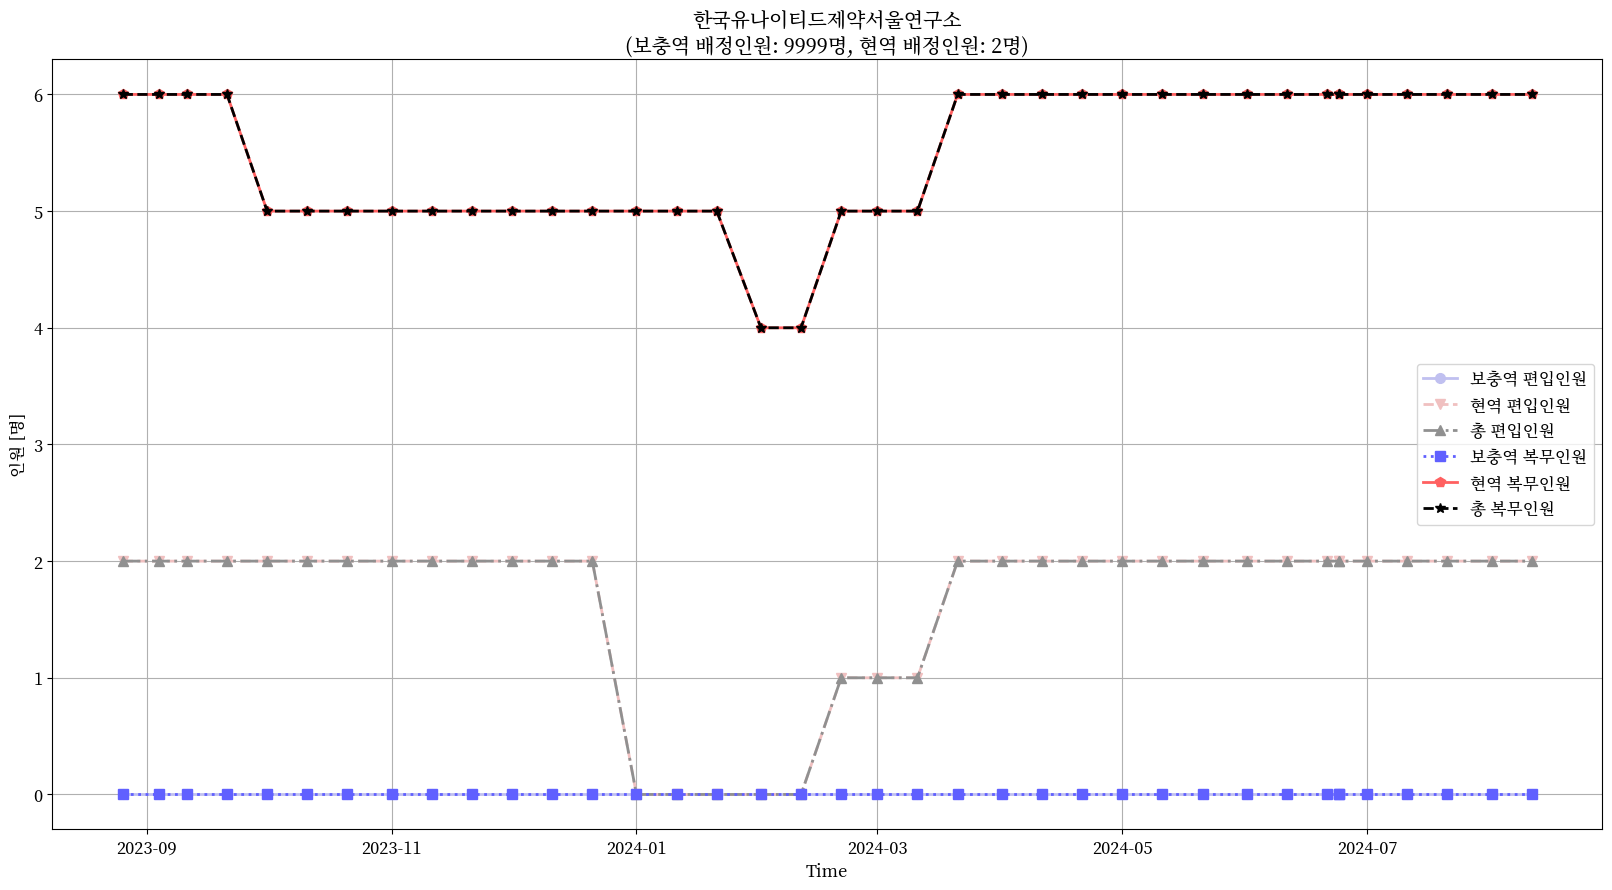 한국유나이티드제약서울연구소
(보충역 배정인원: 9999명, 현역 배정인원: 2명)
6
5
4
3
2
1
0
인원 [명]
보충역 편입인원
현역 편입인원
총 편입인원
보충역 복무인원
현역 복무인원
총 복무인원
2023-09 2023-11 2024-01 2024-03 2024-05 2024-07
Time